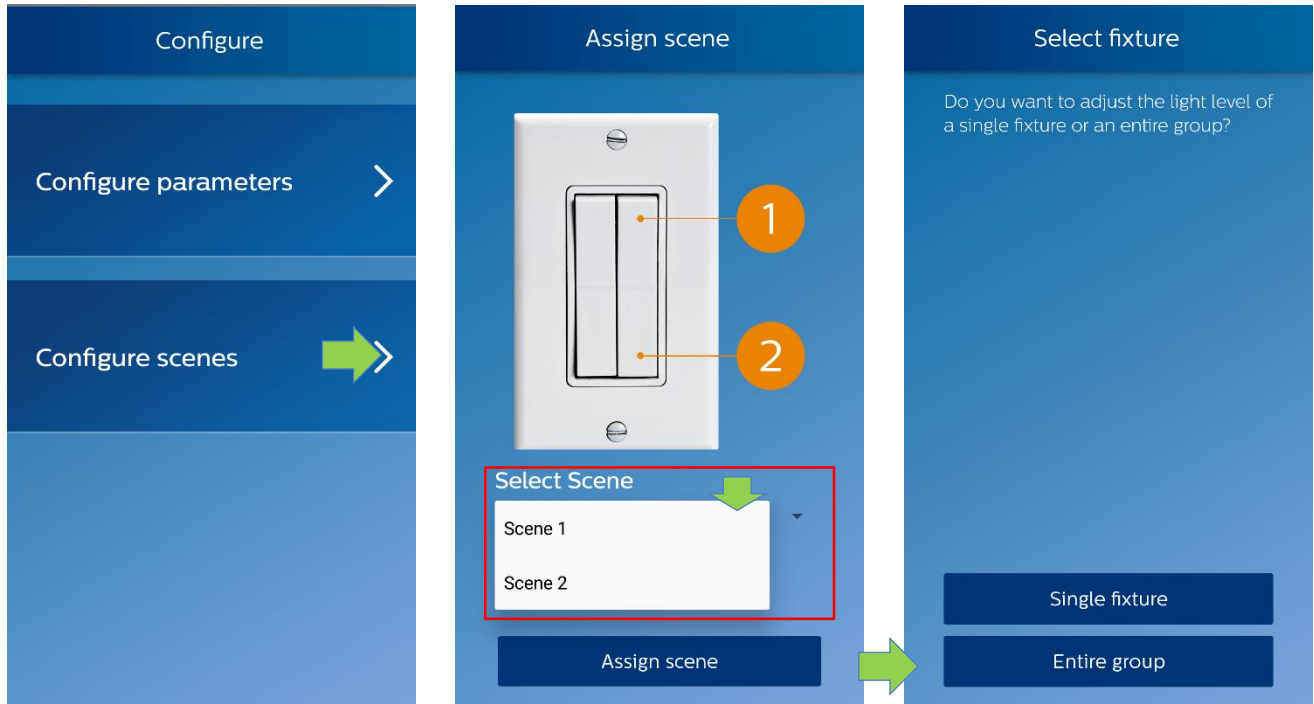 Configure
Configure parameters
Configure scenes
Assign scene
1
2
Select Scene
Scene 1
Scene 2
Assign scene
Select fixture
Do you want to adjust the light level of
a single fixture or an entire group?
Single fixture
Entire group